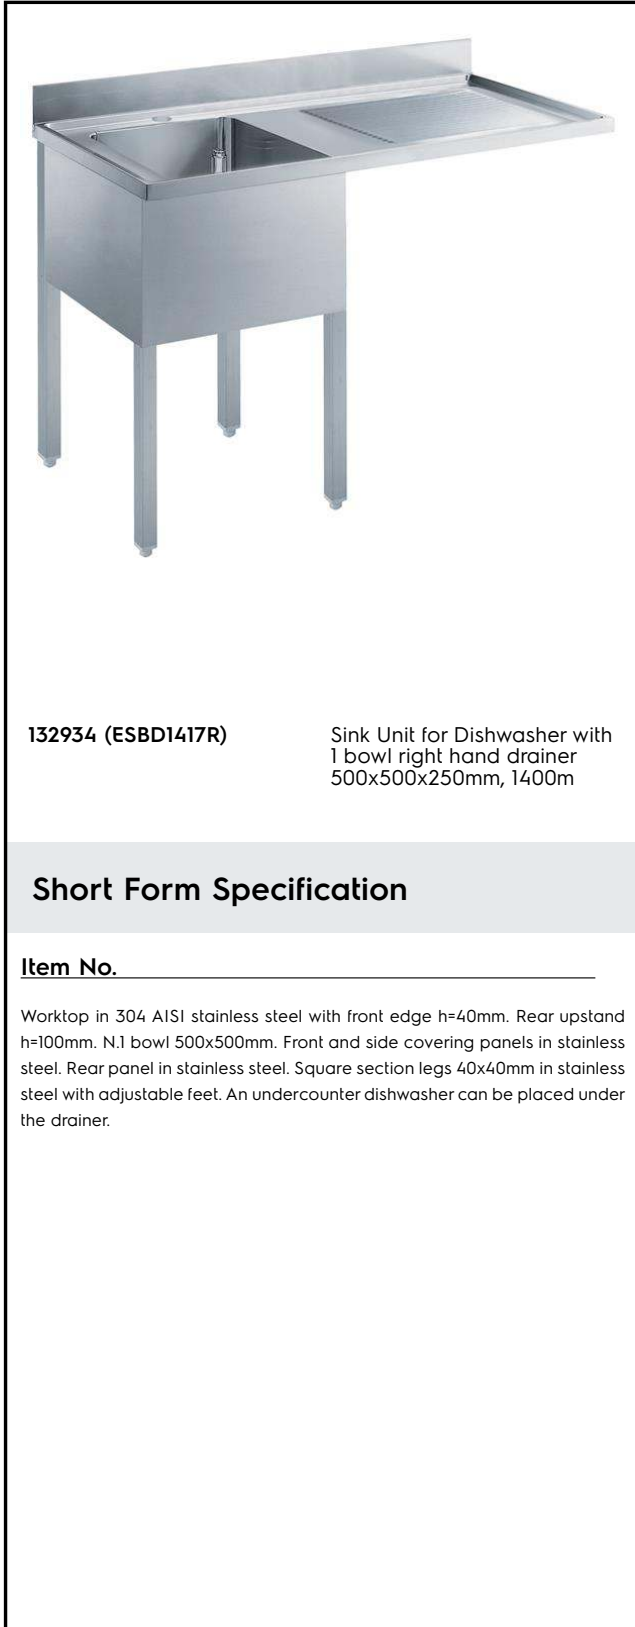 132934 (ESBD1417R)
Sink Unit for Dishwasher with
1 bowl right hand drainer
500x500x250mm, 1400m
Short Form Specification
Item No.
Worktop in 304 AISI stainless steel with front edge h=40mm. Rear upstand
h=100mm. N.1 bowl 500x500mm. Front and side covering panels in stainless
steel. Rear panel in stainless steel. Square section legs 40x40mm in stainless
steel with adjustable feet. An undercounter dishwasher can be placed under
the drainer.